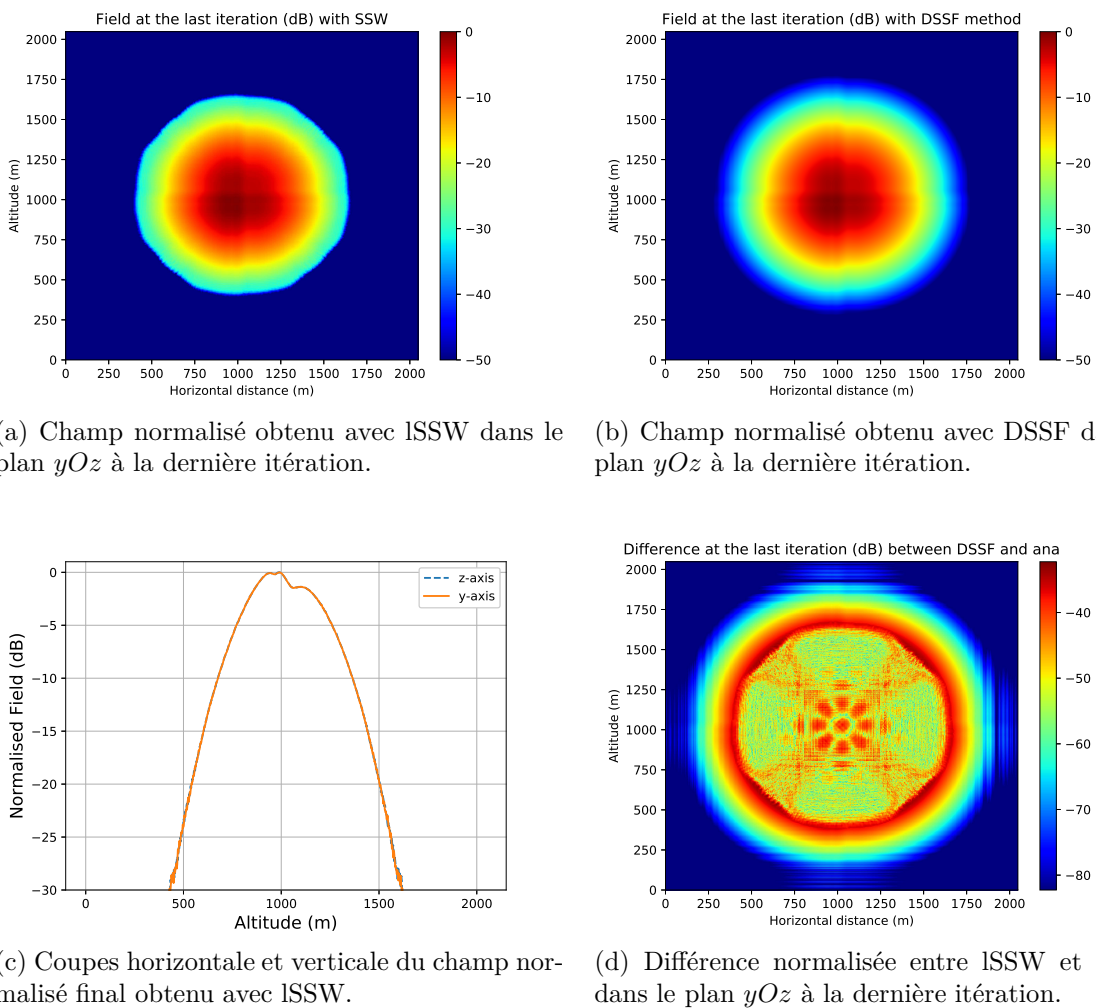 Field at the last iteration (dB) with SSW
2000
1750
1500
1250
1000
750
500
250
0
Altitude (m)
0 250 500 750 1000 1250 1500 1750 2000
Horizontal distance (m)
0
−10
−20
−30
−40
−50
Field at the last iteration (dB) with DSSF method
2000
1750
1500
1250
1000
750
500
250
0
Altitude (m)
0 250 500 750 1000 1250 1500 1750 2000
Horizontal distance (m)
0
−10
−20
−30
−40
−50
(a) Champ normalisé obtenu avec lSSW dans le
plan yOz à la dernière itération.
(b) Champ normalisé obtenu avec DSSF d
plan yOz à la dernière itération.
0
−5
−10
−15
−20
−25
−30
Normalised Field (dB)
z-axis
y-axis
0 500 1000 1500 2000
Altitude (m)
Difference at the last iteration (dB) between DSSF and ana
2000
1750
1500
1250
1000
750
500
250
0
Altitude (m)
0 250 500 750 1000 1250 1500 1750 2000
Horizontal distance (m)
−40
−50
−60
−70
−80
(c) Coupes horizontale et verticale du champ nor-
malisé final obtenu avec lSSW.
(d) Différence normalisée entre lSSW et
dans le plan yOz à la dernière itération.